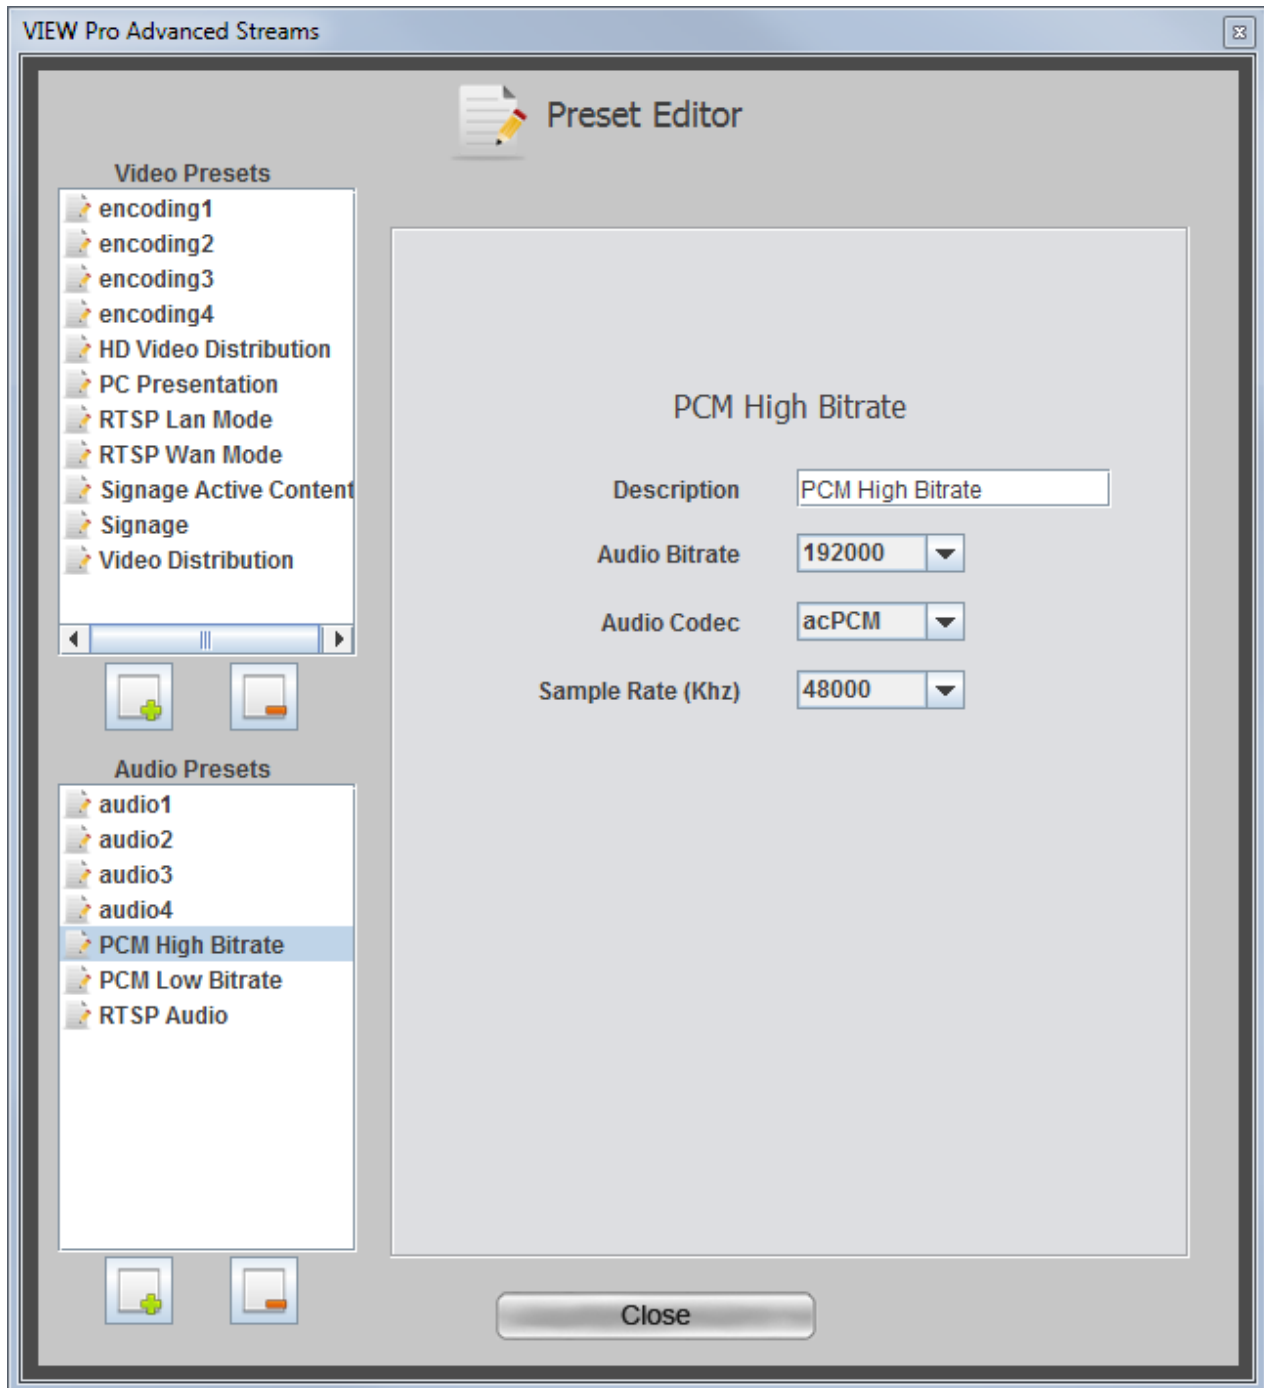 VIEW Pro Advanced Streams
Preset Editor
Video Presets
encoding1
encoding2
encoding3
encoding4
HD Video Distribution
PC Presentation
RTSP Lan Mode
RTSP Wan Mode
Signage Active Content
Signage
Video Distribution
Audio Presets
audio1
audio2
audio3
audio4
PCM High Bitrate
PCM Low Bitrate
RTSP Audio
PCM High Bitrate
Description PCM High Bitrate
Audio Bitrate 192000
Audio Codec acPCM
Sample Rate (Khz) 48000
Close